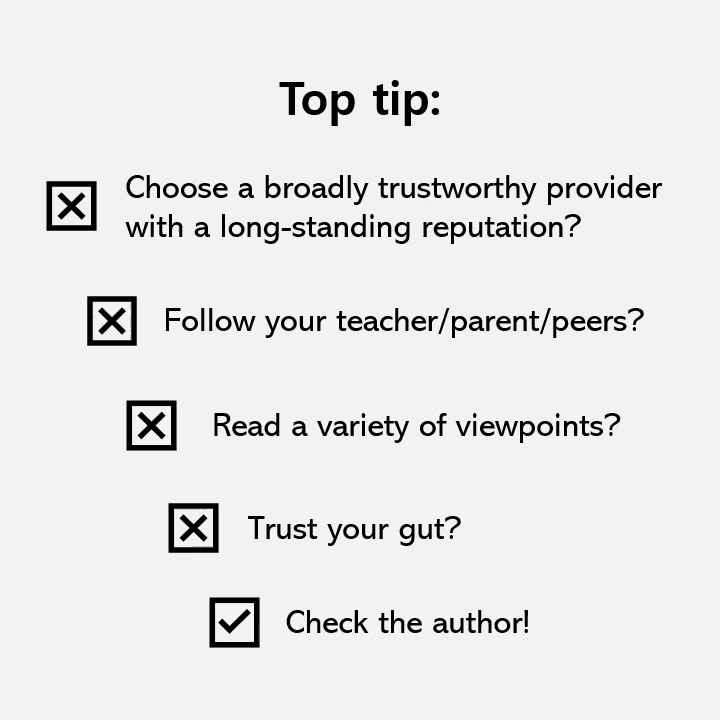 Top tip:
Choose a broadly trustworthy provider
with a long-standing reputation?
Follow your teacher/parent/peers?
Read a variety of viewpoints?
Trust your gut?
Check the author!